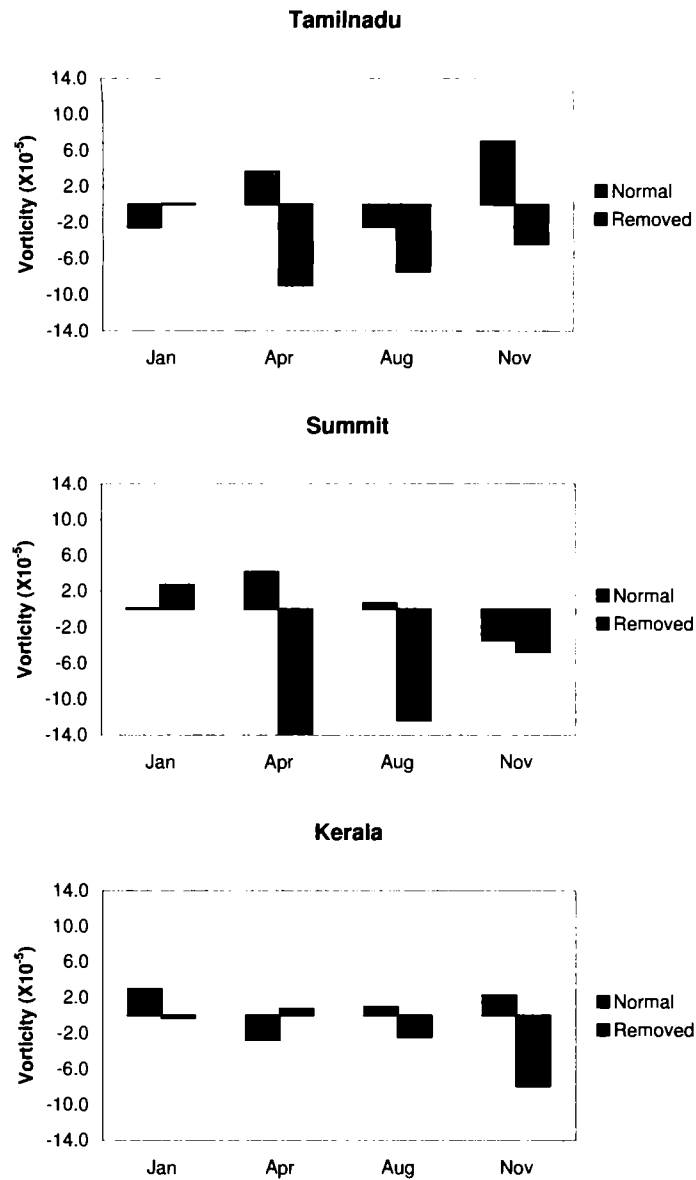 Tamilnadu
14.0
10.0
6.0
2.0
-2.0
-6.0
-10.0
-14.0
Vorticity (X10⁻⁵)
Jan Apr Aug Nov
Normal
Removed
Summit
14.0
10.0
6.0
2.0
-2.0
-6.0
-10.0
-14.0
Vorticity (X10⁻⁵)
Jan Apr Aug Nov
Normal
Removed
Kerala
14.0
10.0
6.0
2.0
-2.0
-6.0
-10.0
-14.0
Vorticity (X10⁻⁵)
Jan Apr Aug Nov
Normal
Removed